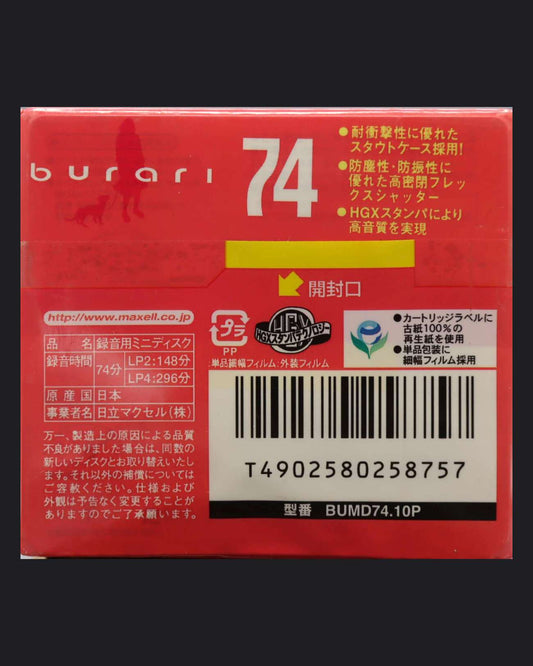 burari
74
●耐衝撃性に優れた
スタウトケース採用!
●防塵性・防振性に
優れた高密閉フレッ
クスシャッター
●HGXスタンパにより
高音質を実現
開封口
http://www.maxell.co.jp
品 名 録音用ミニディスク
録音時間 74分 LP2:148分
LP4:296分
原産国 日本
事業者名 日立マクセル(株)
プラ
PP
単品細幅フィルム:外装フィルム
HGXスタンパテクノロジー
●カートリッジラベルに
古紙100%の
再生紙を使用
●単品包装に
細幅フィルム採用
万一、製造上の原因による品質
不良がありました場合は、同数の
新しいディスクとお取り替えいたし
ます。それ以外の補償については
ご容赦ください。仕様および
外観は予告なく変更することが
ありますのでご了承願います。
T4902580258757
型番 BUMD74.10P